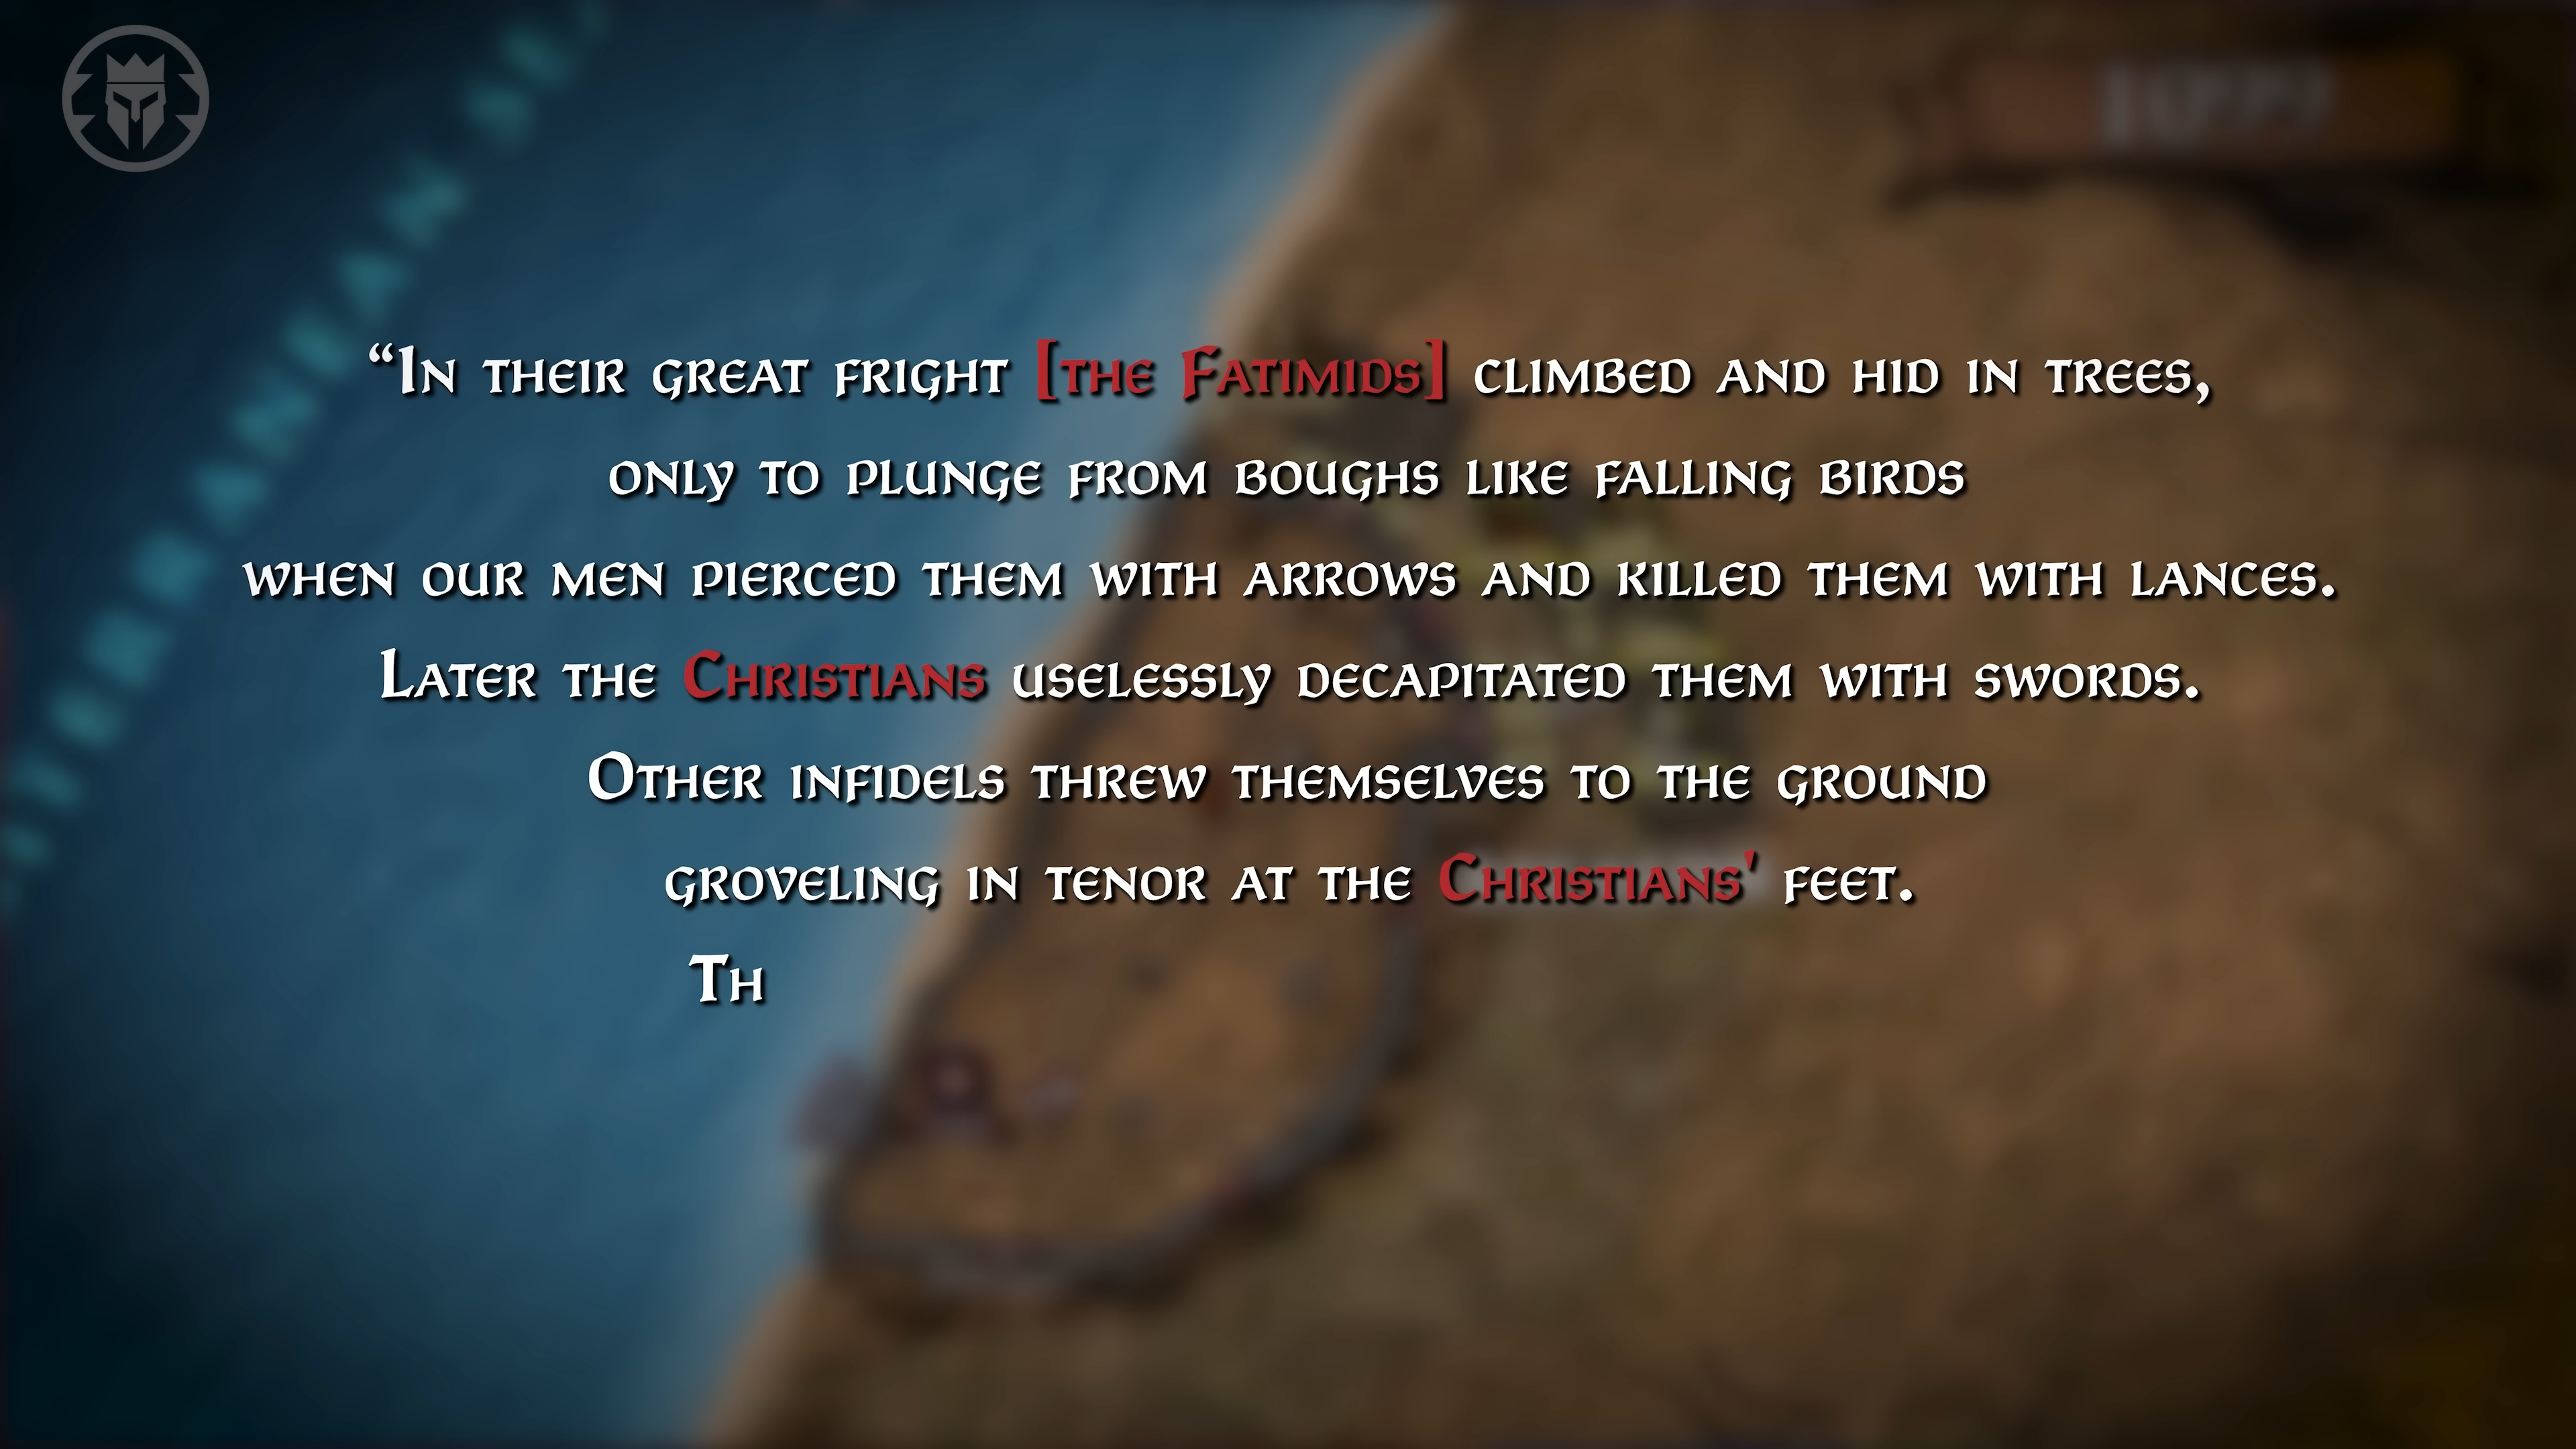 “In their great fright [the Fatimids] climbed and hid in trees,
only to plunge from boughs like falling birds
when our men pierced them with arrows and killed them with lances.
Later the Christians uselessly decapitated them with swords.
Other infidels threw themselves to the ground
groveling in tenor at the Christians' feet.
Th